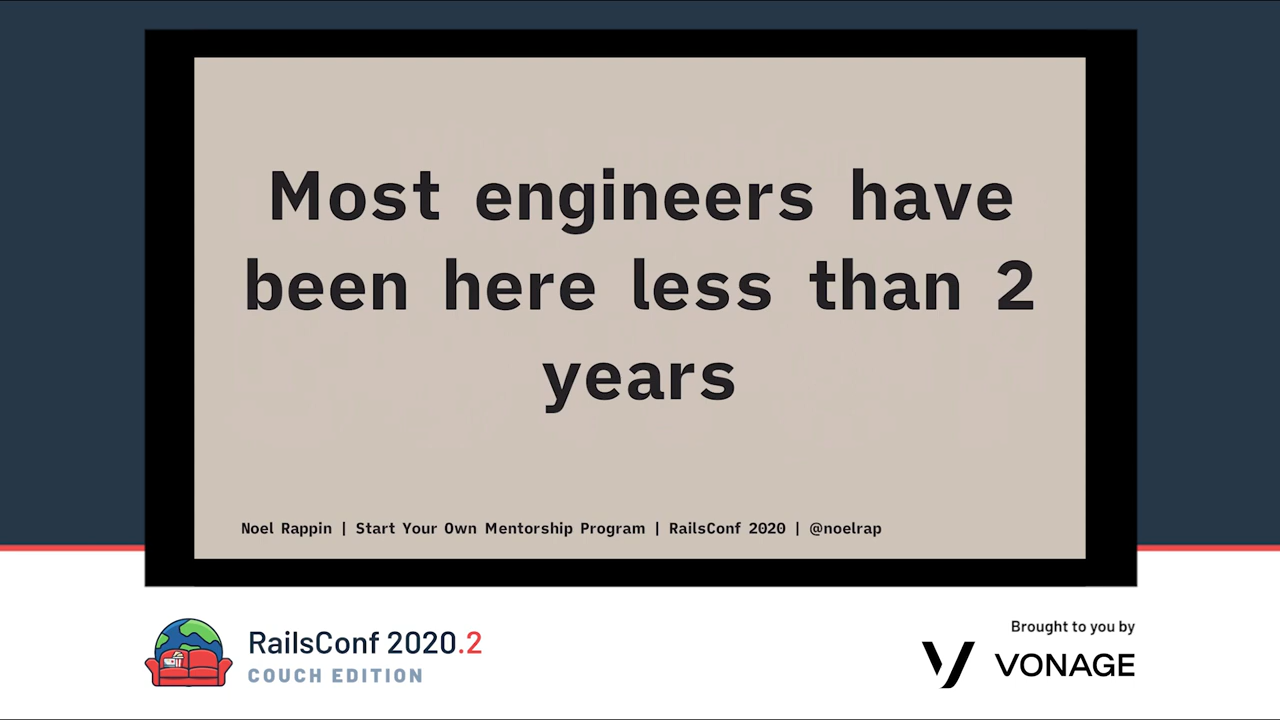 Most engineers have
been here less than 2
years
Noel Rappin | Start Your Own Mentorship Program | RailsConf 2020 | @noelrap
RailsConf 2020.2
COUCH EDITION
Brought to you by
VONAGE